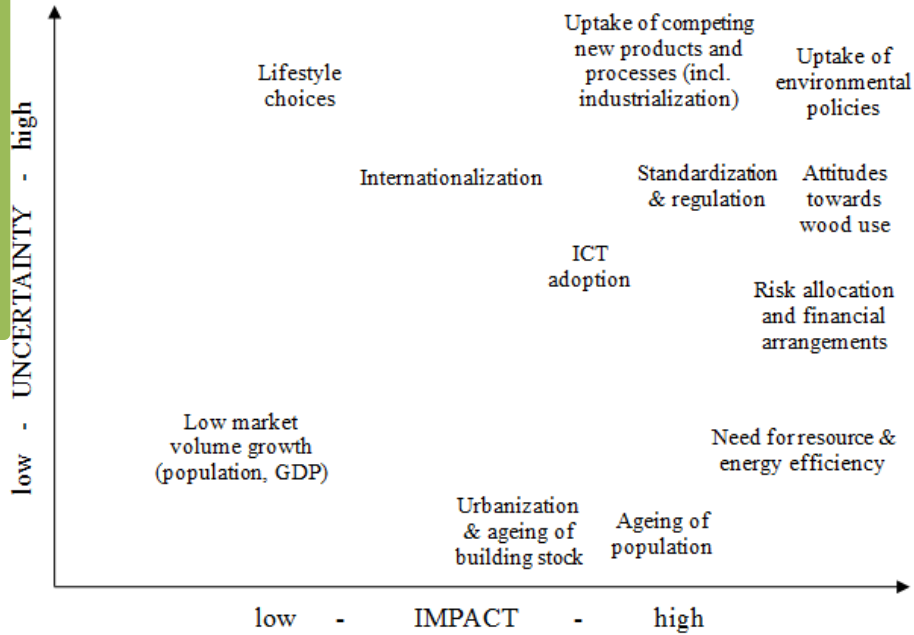 Uptake of competing
new products and
processes (incl.
industrialization)
Uptake of
environmental
policies
Lifestyle
choices
Internationalization
Standardization
& regulation
Attitudes
towards
wood use
ICT
adoption
Risk allocation
and financial
arrangements
Low market
volume growth
(population, GDP)
Need for resource &
energy efficiency
Urbanization
& ageing of
building stock
Ageing of
population
low - UNCERTAINTY - high
low - IMPACT - high